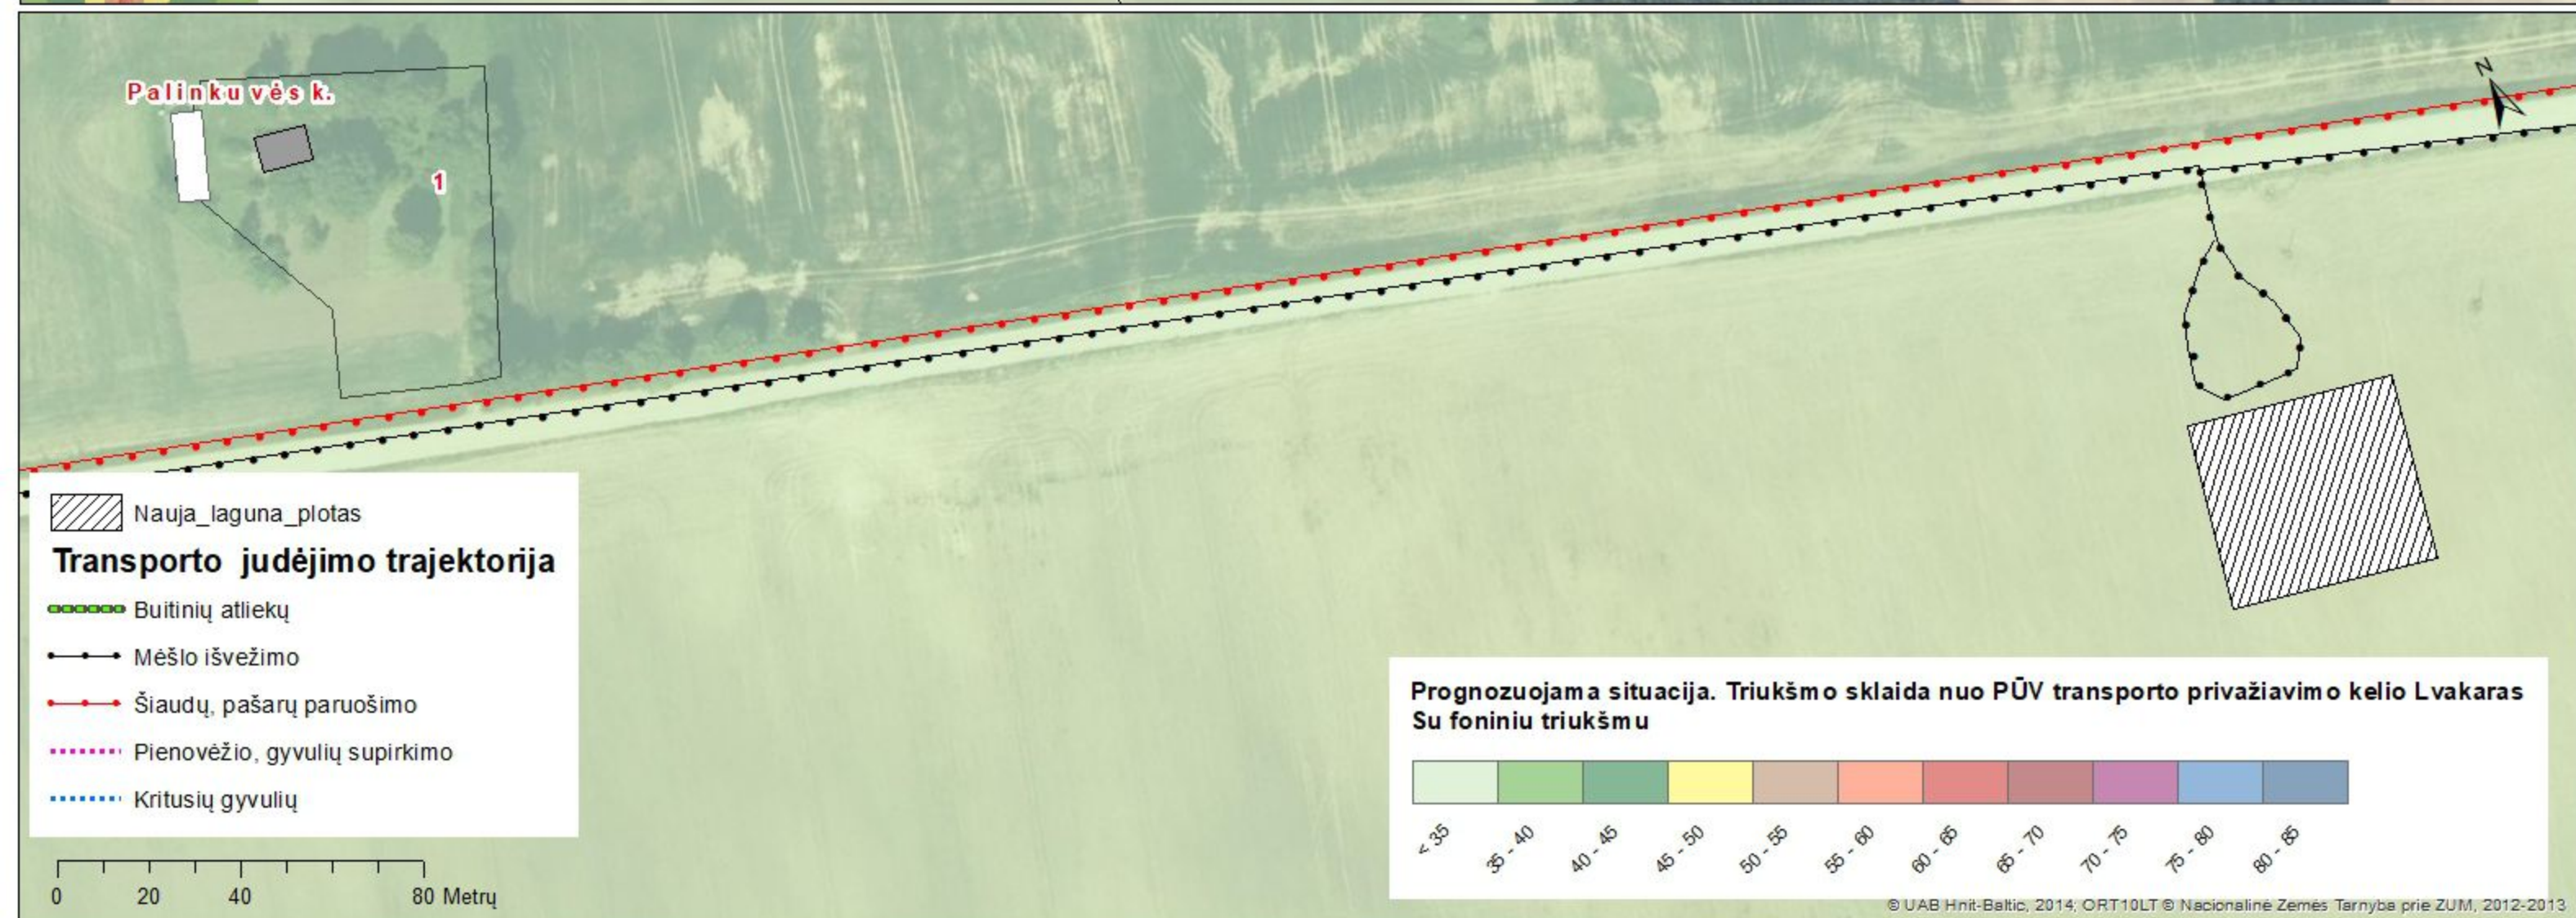 Palinkuvės k.
1
N
Nauja_laguna_plotas
Transporto judėjimo trajektorija
Buitinių atliekų
Mėšlo išvežimo
Šiaudų, pašarų paruošimo
Pienovėžio, gyvulių supirkimo
Kritusių gyvulių
0 20 40 80 Metrų
Prognozuojama situacija. Triukšmo sklaida nuo PŪV transporto privažiavimo kelio Lvakaras
Su foniniu triukšmu
< 35 35 - 40 40 - 45 45 - 50 50 - 55 55 - 60 60 - 65 65 - 70 70 - 75 75 - 80 80 - 85
© UAB Hnit-Baltic, 2014; ORT10LT © Nacionalinė Žemės Tarnyba prie ŽŪM, 2012-2013